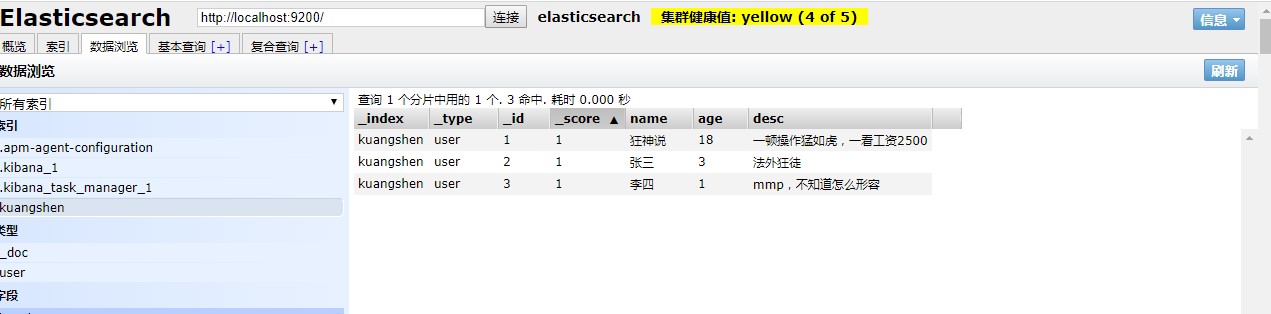 Elasticsearch http://localhost:9200/ 连接 elasticsearch 集群健康值: yellow (4 of 5) 信息
概览 索引 数据浏览 基本查询 [+] 复合查询 [+]
数据浏览 刷新
所有索引
索引
.apm-agent-configuration
.kibana_1
.kibana_task_manager_1
kuangshen
类型
_doc
user
字段
查询 1 个分片中用的 1 个. 3 命中. 耗时 0.000 秒
_index _type _id _score ▲ name age desc
kuangshen user 1 1 狂神说 18 一顿操作猛如虎，一看工资2500
kuangshen user 2 1 张三 3 法外狂徒
kuangshen user 3 1 李四 1 mmp，不知道怎么形容